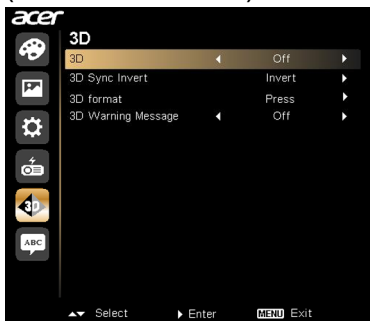 acer
3D
3D Off
3D Sync Invert Invert
3D format Press
3D Warning Message Off
3D
ABC
Select Enter MENU Exit